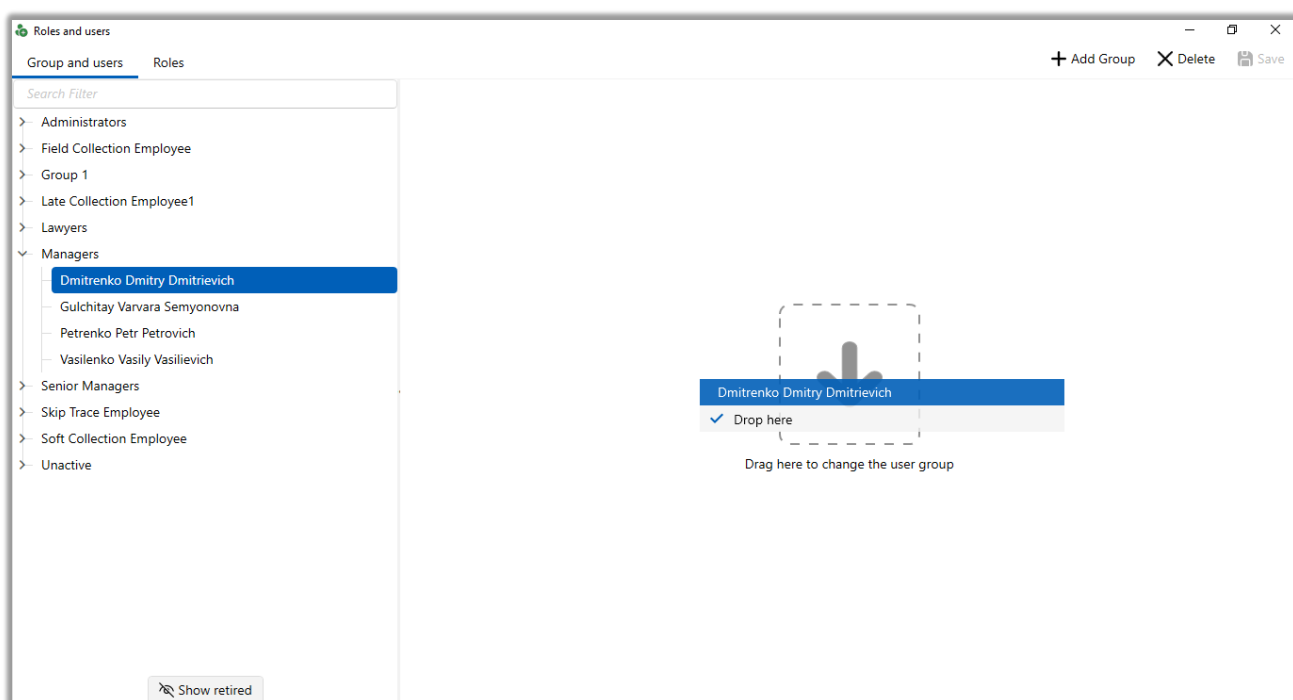 Roles and users
Group and users
Roles
Add Group
Delete
Save
Search Filter
Administrators
Field Collection Employee
Group 1
Late Collection Employee1
Lawyers
Managers
Dmitrenko Dmitry Dmitrievich
Gulchitay Varvara Semyonovna
Petrenko Petr Petrovich
Vasilenko Vasily Vasilievich
Senior Managers
Skip Trace Employee
Soft Collection Employee
Unactive
Show retired
Dmitrenko Dmitry Dmitrievich
Drop here
Drag here to change the user group